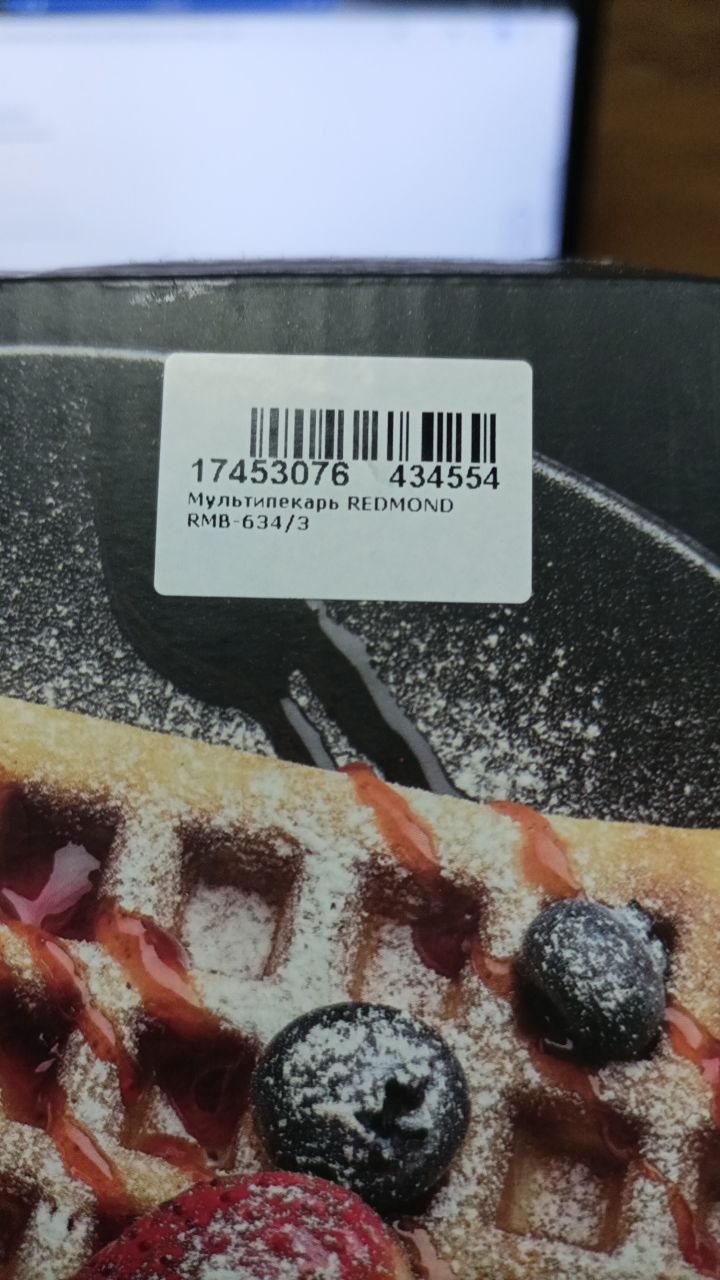 17453076 434554
Мультипекарь REDMOND
RMB-634/3